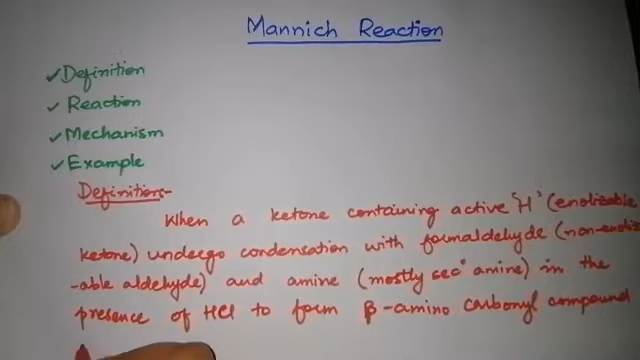 Mannich Reaction
✓Definition
✓Reaction
✓Mechanism
✓Example
Definition:-
When a ketone containing active 'H' (enolizable
ketone) undergo condensation with formaldehyde (non-enoliz
-able aldehyde) and amine (mostly sec° amine) in the
presence of HCl to form β-amino carbonyl compound